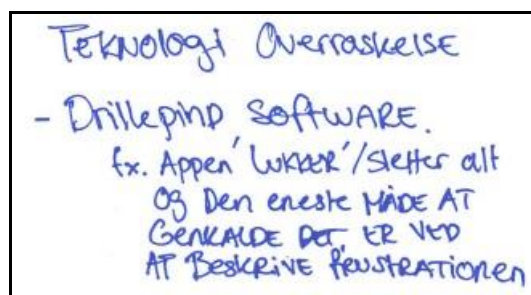 Teknologi Overraskelse
- Drillepind Software.
fx. Appen 'Lukker'/sletter alt
og Den eneste MÅDE AT
GENKALDE DET, ER VED
AT BESKRIVE frustrationen